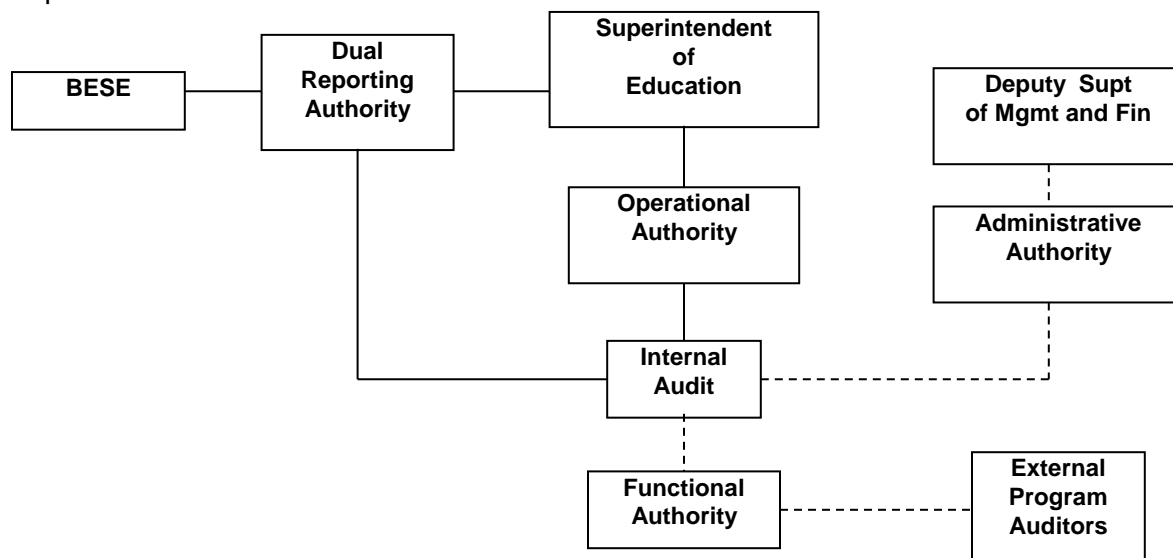 BESE
Dual
Reporting
Authority
Superintendent
of
Education
Deputy Supt
of Mgmt and Fin
Operational
Authority
Administrative
Authority
Internal
Audit
Functional
Authority
External
Program
Auditors